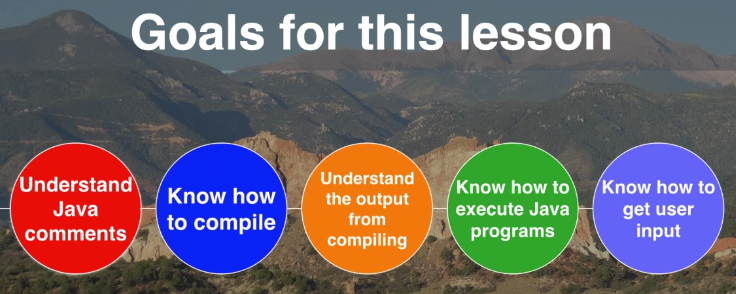 Goals for this lesson
Understand
Java
comments
Know how
to compile
Understand
the output
from
compiling
Know how to
execute Java
programs
Know how to
get user
input